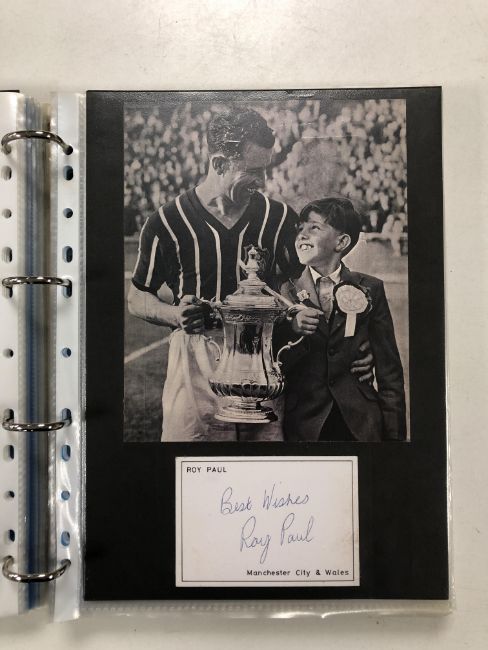 ROY PAUL
Best Wishes
Roy Paul
Manchester City & Wales